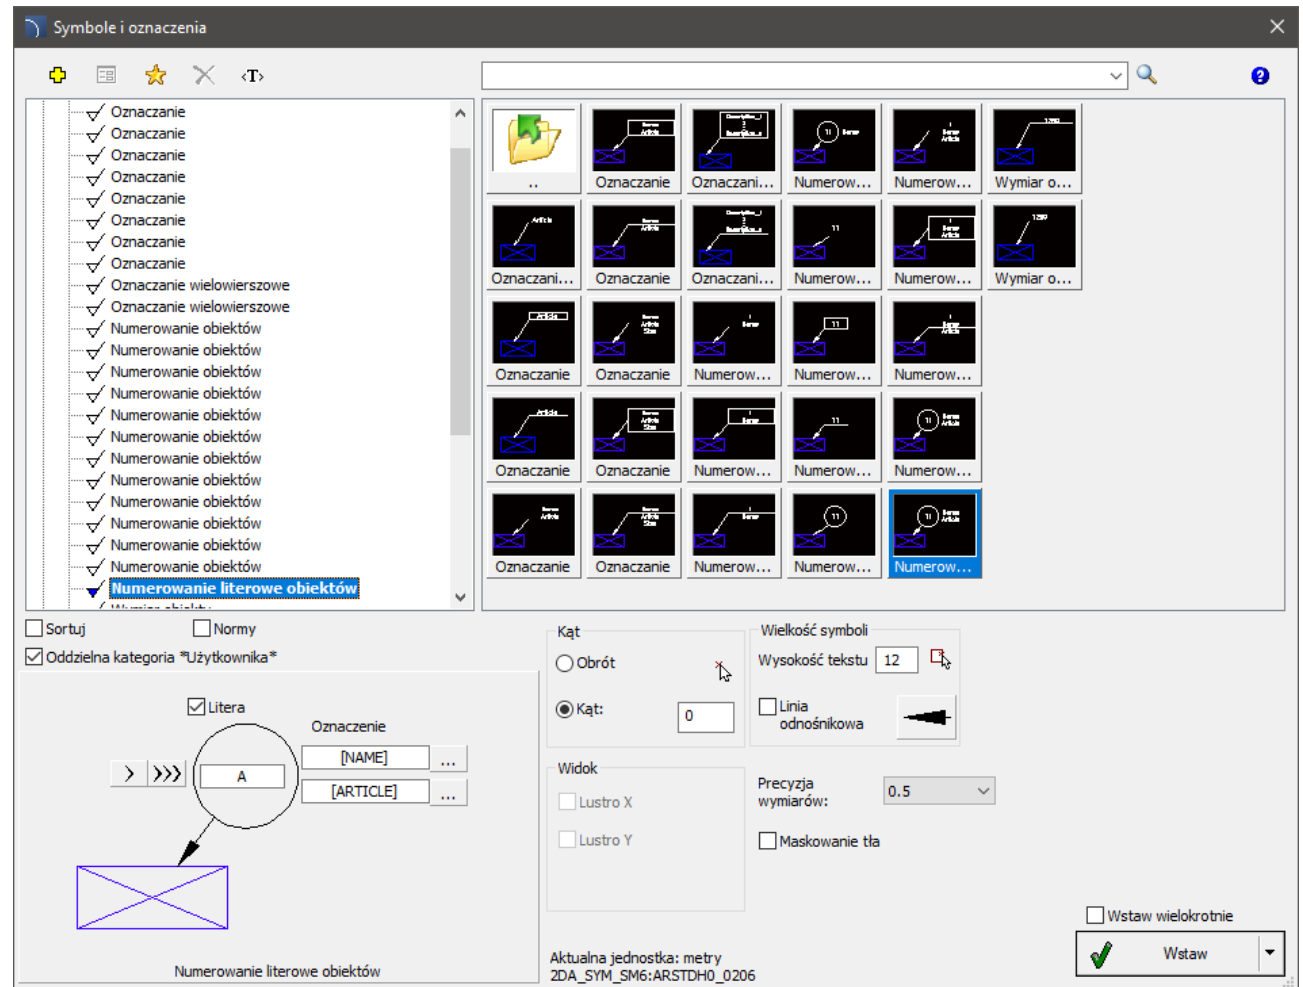 Symbole i oznaczenia
<T>
Oznaczanie
Oznaczanie
Oznaczanie
Oznaczanie
Oznaczanie
Oznaczanie
Oznaczanie
Oznaczanie
Oznaczanie wielowierszowe
Oznaczanie wielowierszowe
Numerowanie obiektów
Numerowanie obiektów
Numerowanie obiektów
Numerowanie obiektów
Numerowanie obiektów
Numerowanie obiektów
Numerowanie obiektów
Numerowanie obiektów
Numerowanie obiektów
Numerowanie obiektów
Numerowanie obiektów
Numerowanie obiektów
Numerowanie literowe obiektów
Wymiar obiektu
.. Oznaczanie Oznaczani... Numerow... Numerow... Wymiar o...
Oznaczani... Oznaczanie Oznaczani... Numerow... Numerow... Wymiar o...
Oznaczanie Oznaczanie Numerow... Numerow... Numerow...
Oznaczanie Oznaczanie Numerow... Numerow... Numerow...
Oznaczanie Oznaczanie Numerow... Numerow... Numerow...
Sortuj Normy
Oddzielna kategoria *Użytkownika*
Litera
Oznaczenie
[NAME] ...
> >>> A
[ARTICLE] ...
Numerowanie literowe obiektów
Kąt
Obrót
Kąt: 0
Widok
Lustro X
Lustro Y
Wielkość symboli
Wysokość tekstu 12
Linia
odnośnikowa
Precyzja
wymiarów: 0.5
Maskowanie tła
Aktualna jednostka: metry
2DA_SYM_SM6:ARSTDH0_0206
Wstaw wielokrotnie
Wstaw